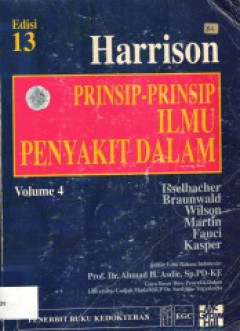 Edisi
13
Harrison
PRINSIP-PRINSIP
ILMU
PENYAKIT DALAM
Volume 4
Isselbacher
Braunwald
Wilson
Martin
Fauci
Kasper
Prof. Dr. Ahmad H. Asdie, Sp.PD-KE
PENERBIT BUKU KEDOKTERAN
EGC